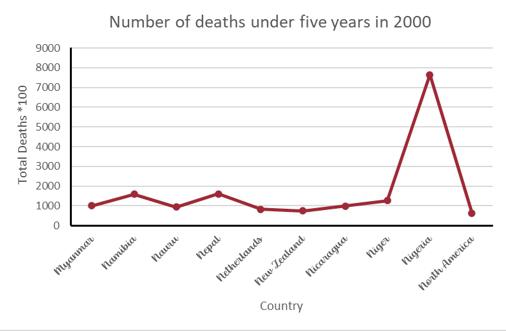 Number of deaths under five years in 2000
Total Deaths *100
9000
8000
7000
6000
5000
4000
3000
2000
1000
0
Myanmar
Namibia
Nauru
Nepal
Netherlands
New Zealand
Nicaragua
Niger
Nigeria
North America
Country